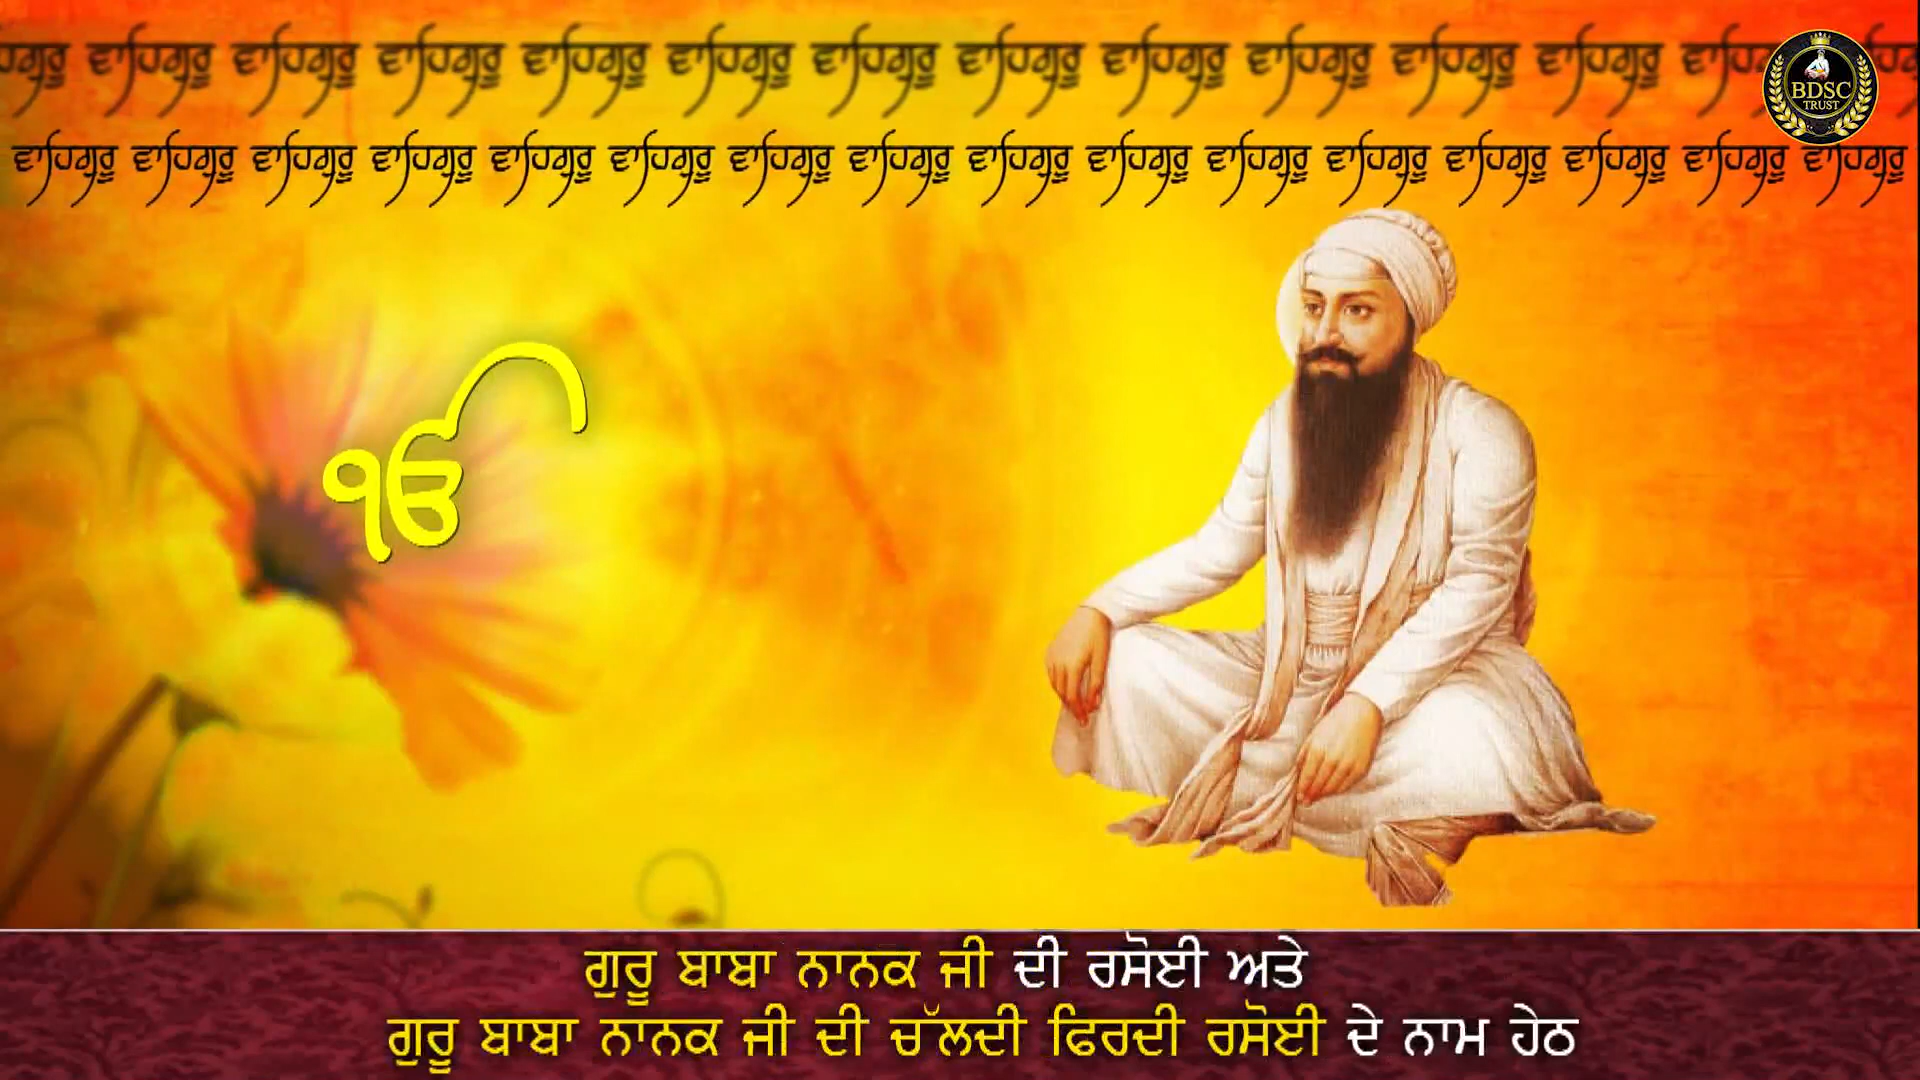 ਹਿਗੁਰੂ ਵਾਹਿਗੁਰੂ ਵਾਹਿਗੁਰੂ ਵਾਹਿਗੁਰੂ ਵਾਹਿਗੁਰੂ ਵਾਹਿਗੁਰੂ ਵਾਹਿਗੁਰੂ ਵਾਹਿਗੁਰੂ ਵਾਹਿਗੁਰੂ ਵਾਹਿਗੁਰੂ ਵਾਹਿਗੁਰੂ ਵਾਹਿਗੁਰੂ
ਵਾਹਿਗੁਰੂ ਵਾਹਿਗੁਰੂ ਵਾਹਿਗੁਰੂ ਵਾਹਿਗੁਰੂ ਵਾਹਿਗੁਰੂ ਵਾਹਿਗੁਰੂ ਵਾਹਿਗੁਰੂ ਵਾਹਿਗੁਰੂ ਵਾਹਿਗੁਰੂ ਵਾਹਿਗੁਰੂ ਵਾਹਿਗੁਰੂ ਵਾਹਿਗੁਰੂ ਵਾਹਿਗੁਰੂ ਵਾਹਿਗੁਰੂ ਵਾਹਿਗੁਰੂ ਵਾਹਿਗੁਰੂ
BDSC
TRUST
ੴ
ਗੁਰੂ ਬਾਬਾ ਨਾਨਕ ਜੀ ਦੀ ਰਸੋਈ ਅਤੇ
ਗੁਰੂ ਬਾਬਾ ਨਾਨਕ ਜੀ ਦੀ ਚੱਲਦੀ ਫਿਰਦੀ ਰਸੋਈ ਦੇ ਨਾਮ ਹੇਠ